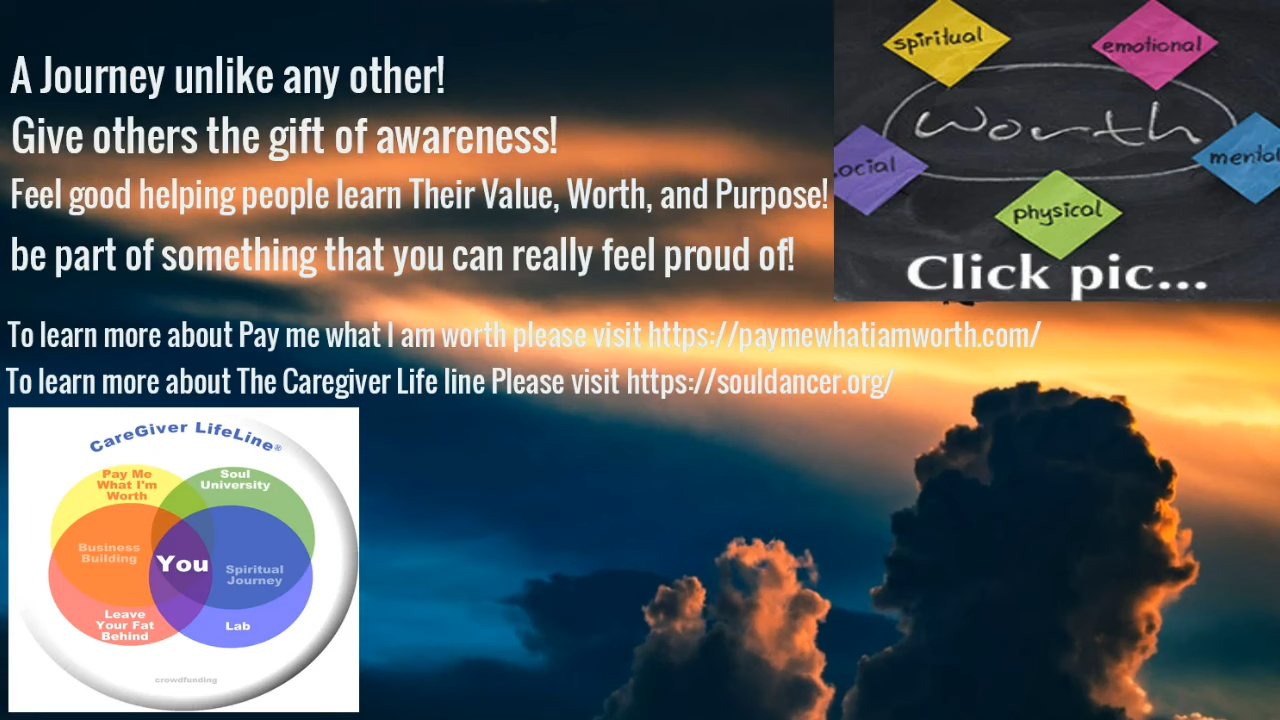 A Journey unlike any other!
Give others the gift of awareness!
Feel good helping people learn Their Value, Worth, and Purpose!
be part of something that you can really feel proud of!
spiritual
emotional
worth
ocial
mental
physical
Click pic...
To learn more about Pay me what I am worth please visit https://paymewhatiamworth.com/
To learn more about The Caregiver Life line Please visit https://souldancer.org/
CareGiver LifeLine®
Pay Me
What I'm
Worth
Soul
University
Business
Building
You
Spiritual
Journey
Leave
Your Fat
Behind
Lab
crowdfunding